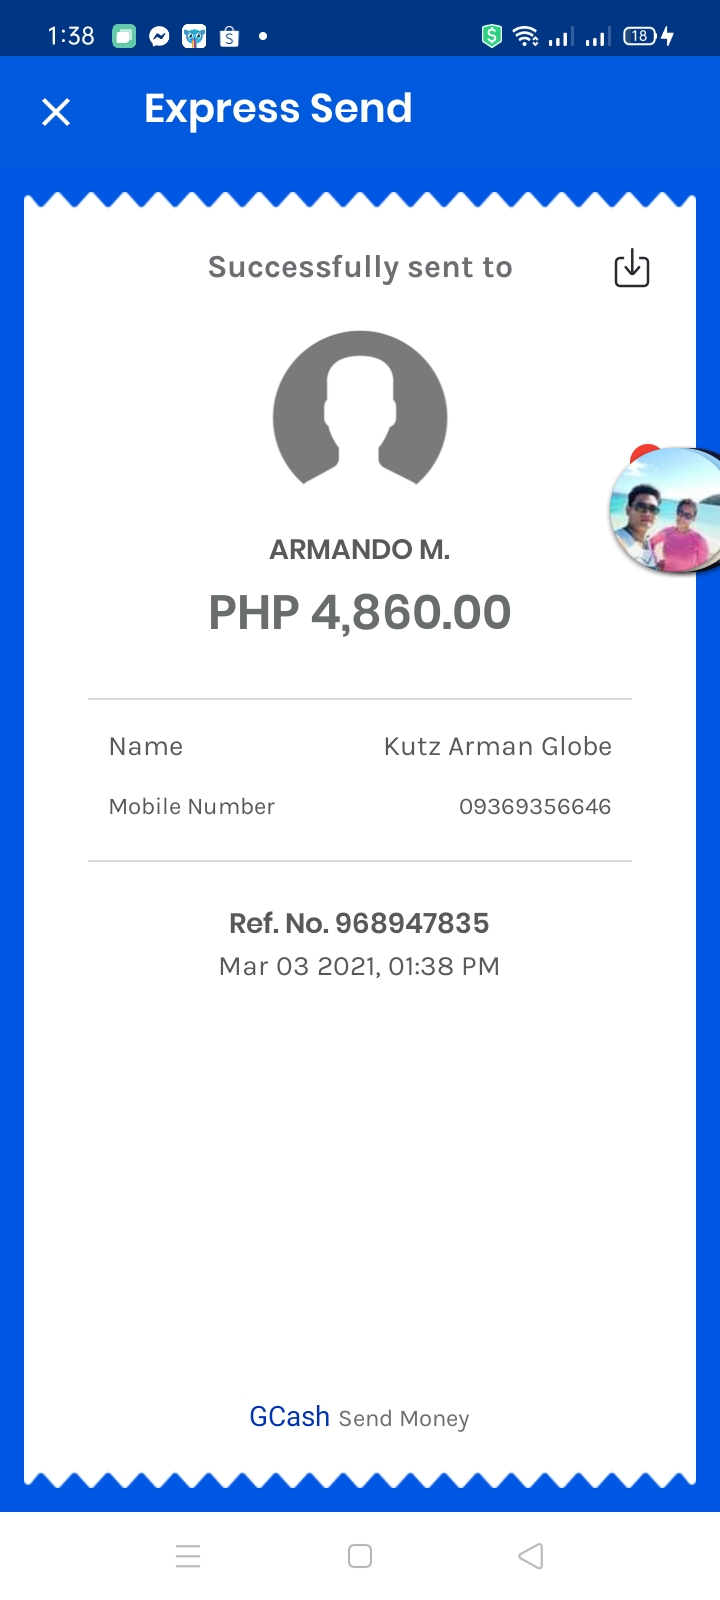 1:38
S
$
18
Express Send
Successfully sent to
ARMANDO M.
PHP 4,860.00
Name Kutz Arman Globe
Mobile Number 09369356646
Ref. No. 968947835
Mar 03 2021, 01:38 PM
GCash Send Money